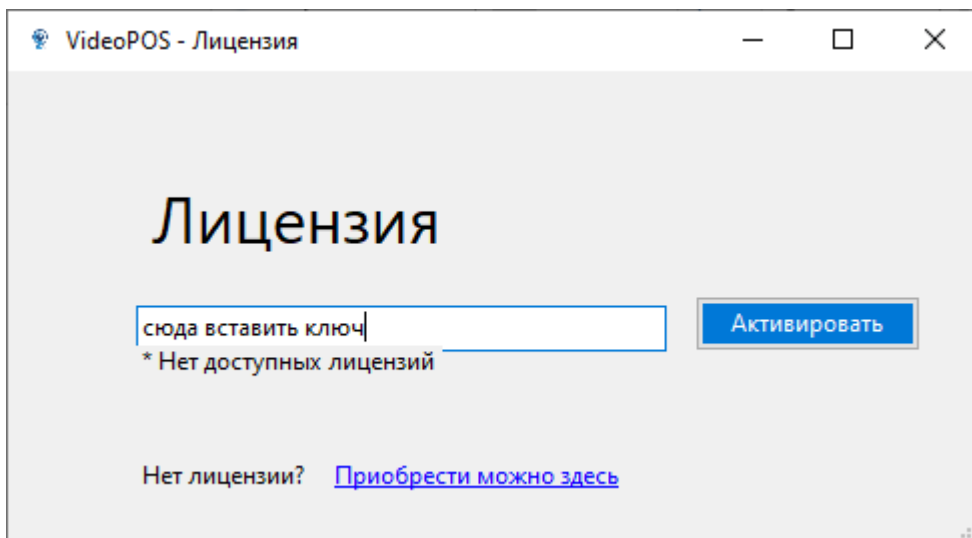 VideoPOS - Лицензия
Лицензия
сюда вставить ключ
Активировать
* Нет доступных лицензий
Нет лицензии? Приобрести можно здесь